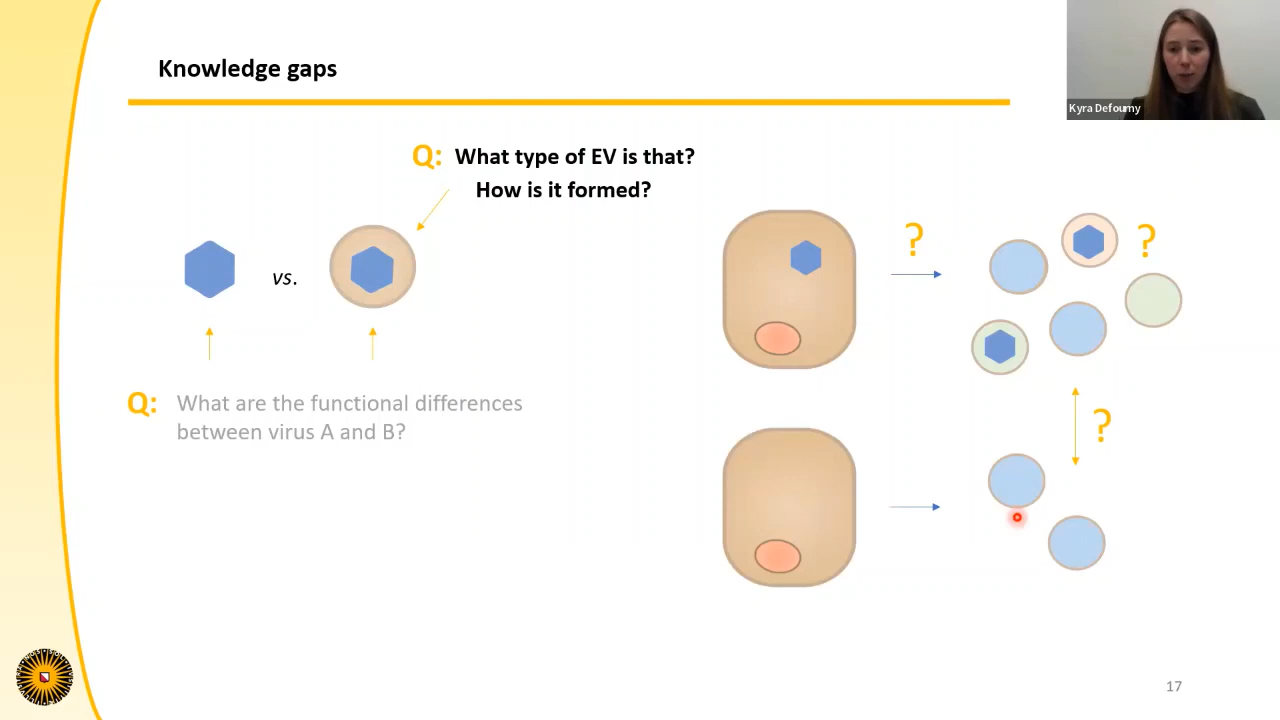 Knowledge gaps
Kyra Defourny
Q: What type of EV is that?
How is it formed?
vs.
? ?
Q: What are the functional differences
between virus A and B?
?
17